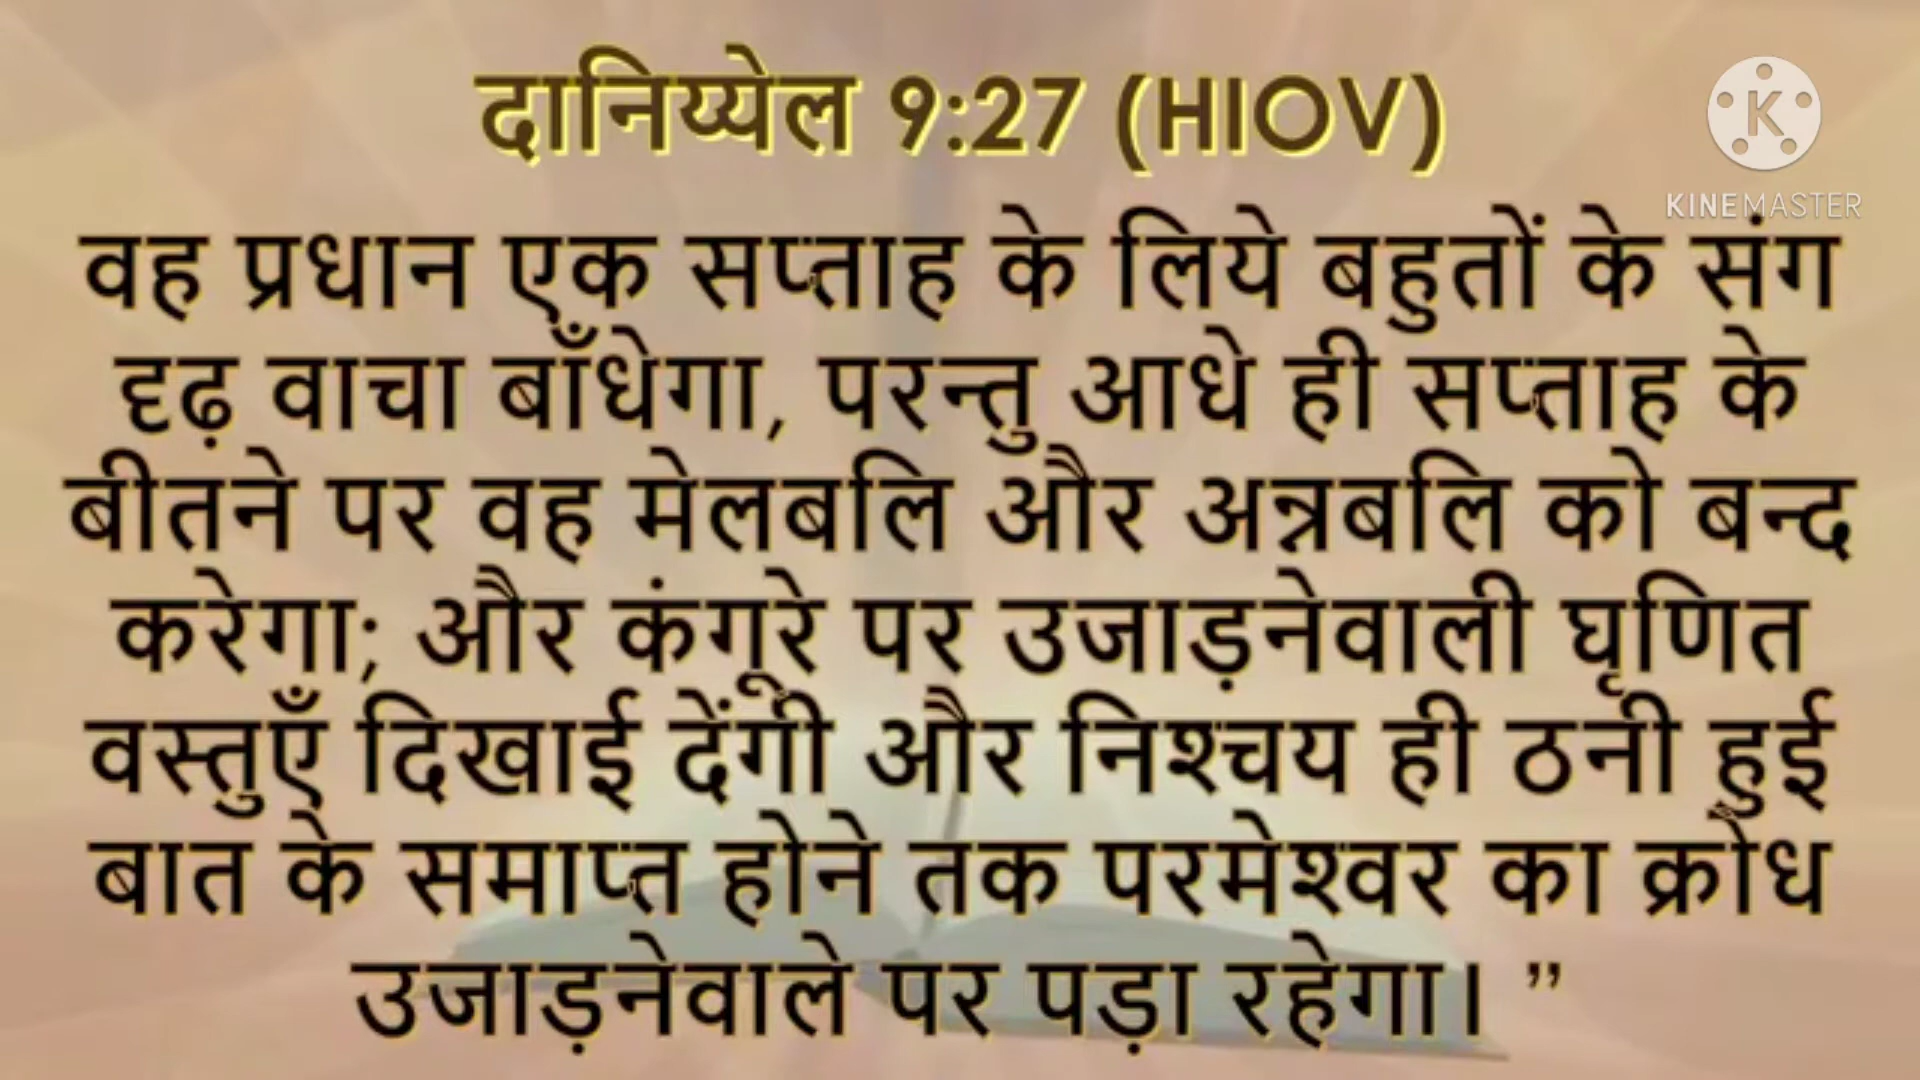 दानिय्येल 9:27 (HIOV)
K
KINEMASTER
वह प्रधान एक सप्ताह के लिये बहुतों के संग
दृढ़ वाचा बाँधेगा, परन्तु आधे ही सप्ताह के
बीतने पर वह मेलबलि और अन्नबलि को बन्द
करेगा; और कंगूरे पर उजाड़नेवाली घृणित
वस्तुएँ दिखाई देंगी और निश्चय ही ठनी हुई
बात के समाप्त होने तक परमेश्वर का क्रोध
उजाड़नेवाले पर पड़ा रहेगा। ”